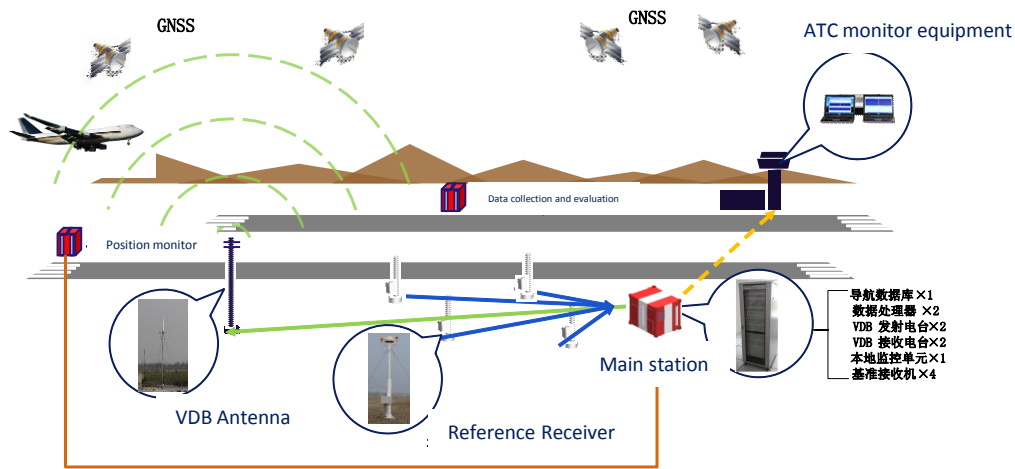 GNSS
GNSS
ATC monitor equipment
Data collection and evaluation
Position monitor
导航数据库×1
数据处理器 ×2
VDB 发射电台×2
VDB 接收电台×2
本地监控单元×1
基准接收机×4
Main station
VDB Antenna
Reference Receiver